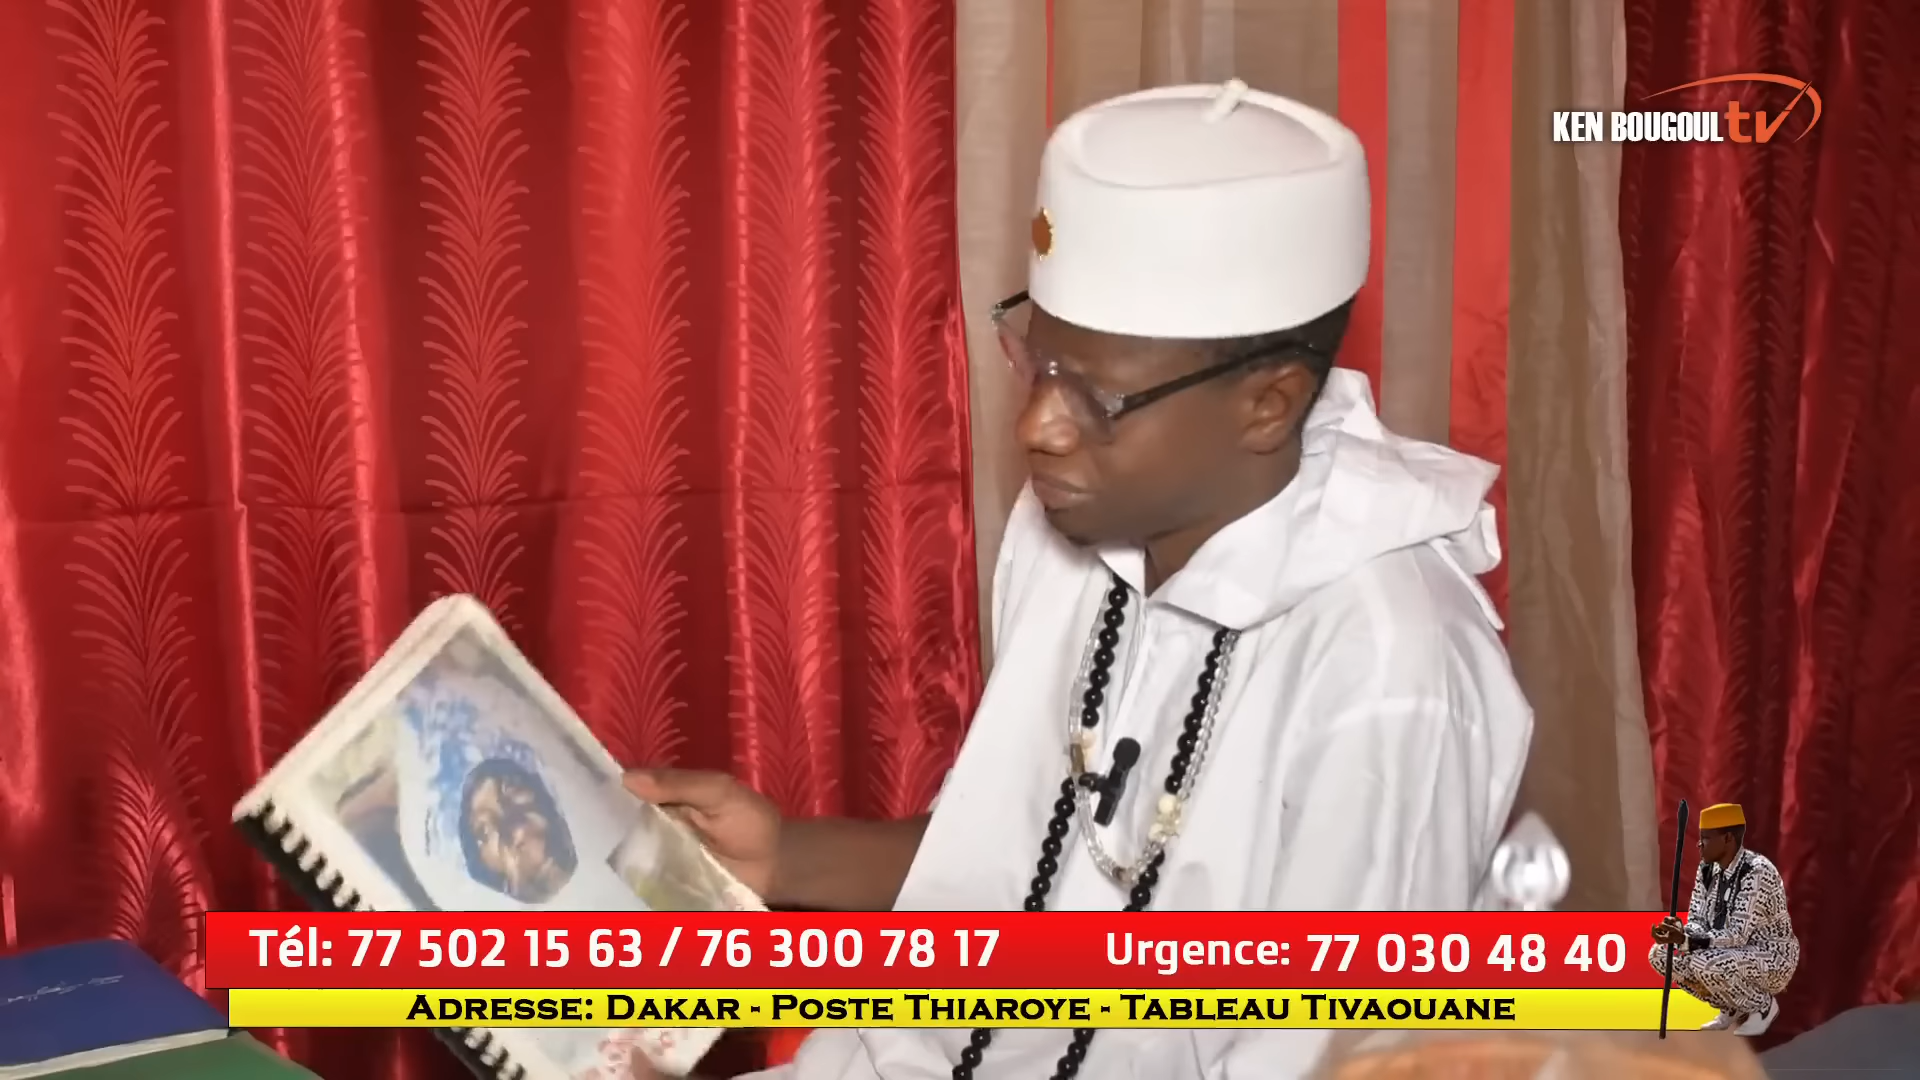 KEN BOUGOUL tv
Tél: 77 502 15 63 / 76 300 78 17
Urgence: 77 030 48 40
ADRESSE: DAKAR - POSTE THIAROYE - TABLEAU TIVAOUANE